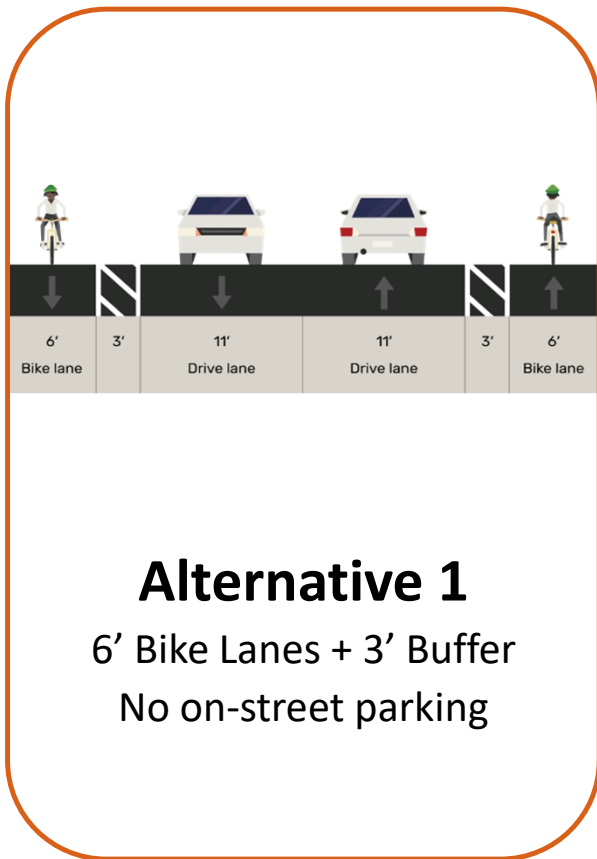 6′ 3′ 11′ 11′ 3′ 6′
Bike lane Drive lane Drive lane Bike lane
Alternative 1
6’ Bike Lanes + 3’ Buffer
No on-street parking